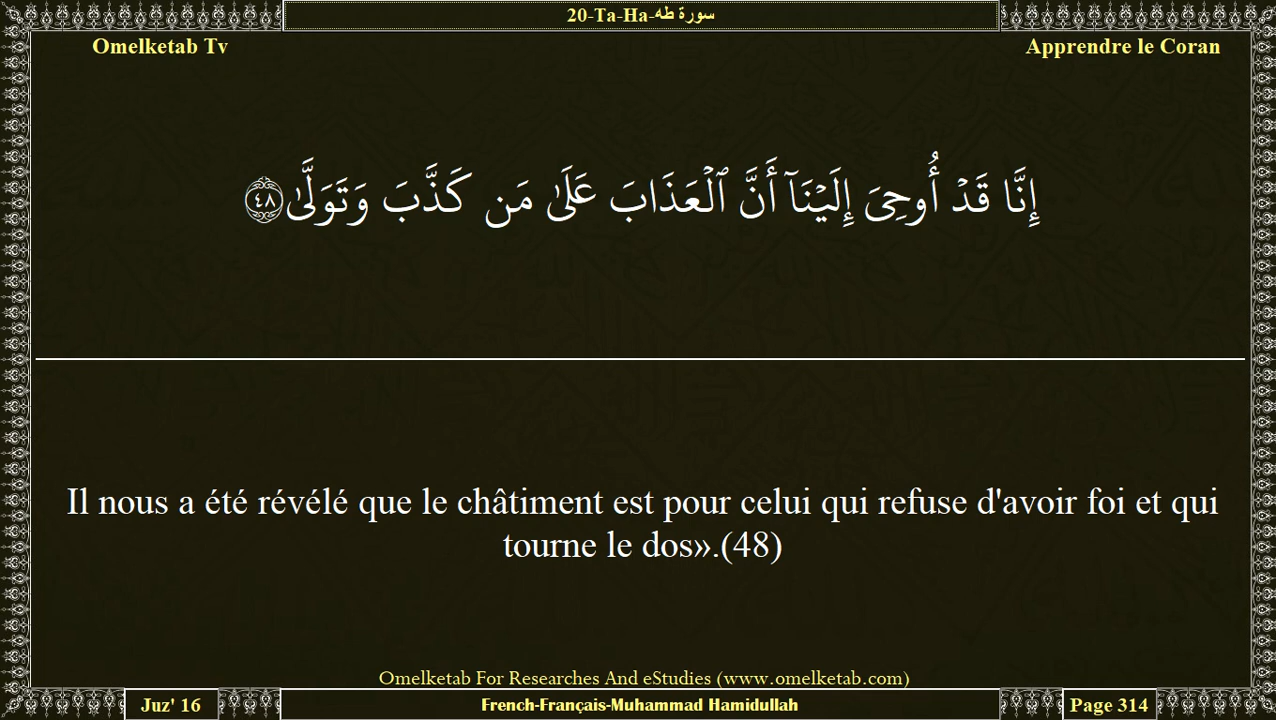 20-Ta-Ha-سورة طه
Omelketab Tv
Apprendre le Coran
إِنَّا قَدۡ أُوحِيَ إِلَيۡنَآ أَنَّ ٱلۡعَذَابَ عَلَىٰ مَن كَذَّبَ وَتَوَلَّىٰ ٤٨
Il nous a été révélé que le châtiment est pour celui qui refuse d'avoir foi et qui
tourne le dos».(48)
Omelketab For Researches And eStudies (www.omelketab.com)
Juz' 16
French-Français-Muhammad Hamidullah
Page 314